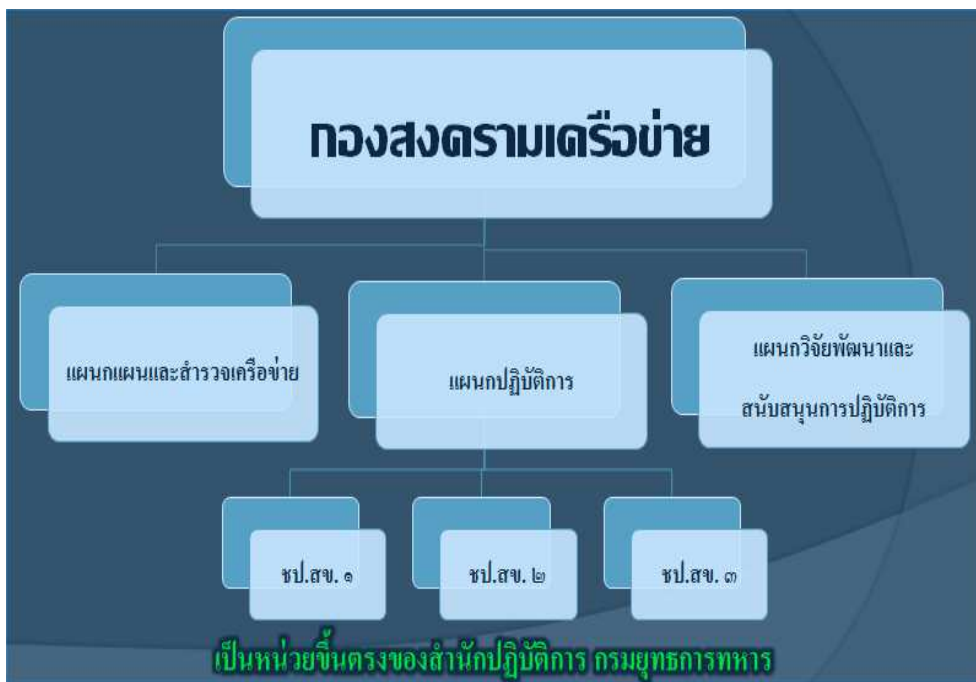 กองสงครามเครือข่าย
แผนกแผนและสำรวจเครือข่าย
แผนกปฏิบัติการ
แผนกวิจัยพัฒนาและ
สนับสนุนการปฏิบัติการ
ชป.สข. ๑
ชป.สข. ๒
ชป.สข. ๓
เป็นหน่วยขึ้นตรงของสำนักปฏิบัติการ กรมยุทธการทหาร